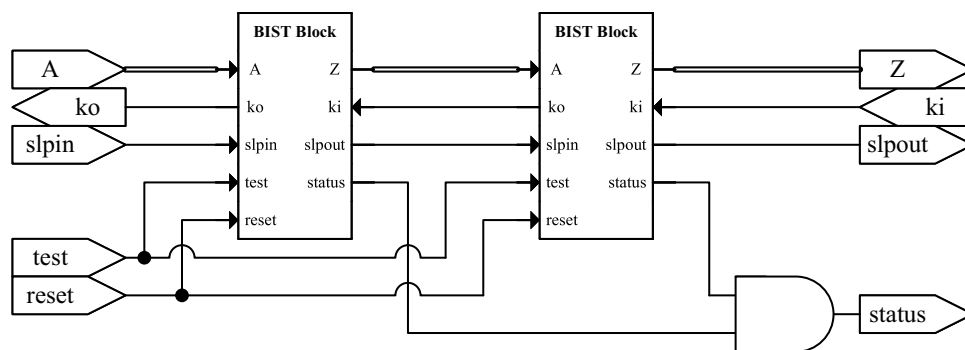 BIST Block
BIST Block
A
A
Z
A
Z
Z
ko
ko
ki
ko
ki
ki
slpin
slpin
slpout
slpin
slpout
slpout
test
status
test
status
reset
reset
test
reset
status